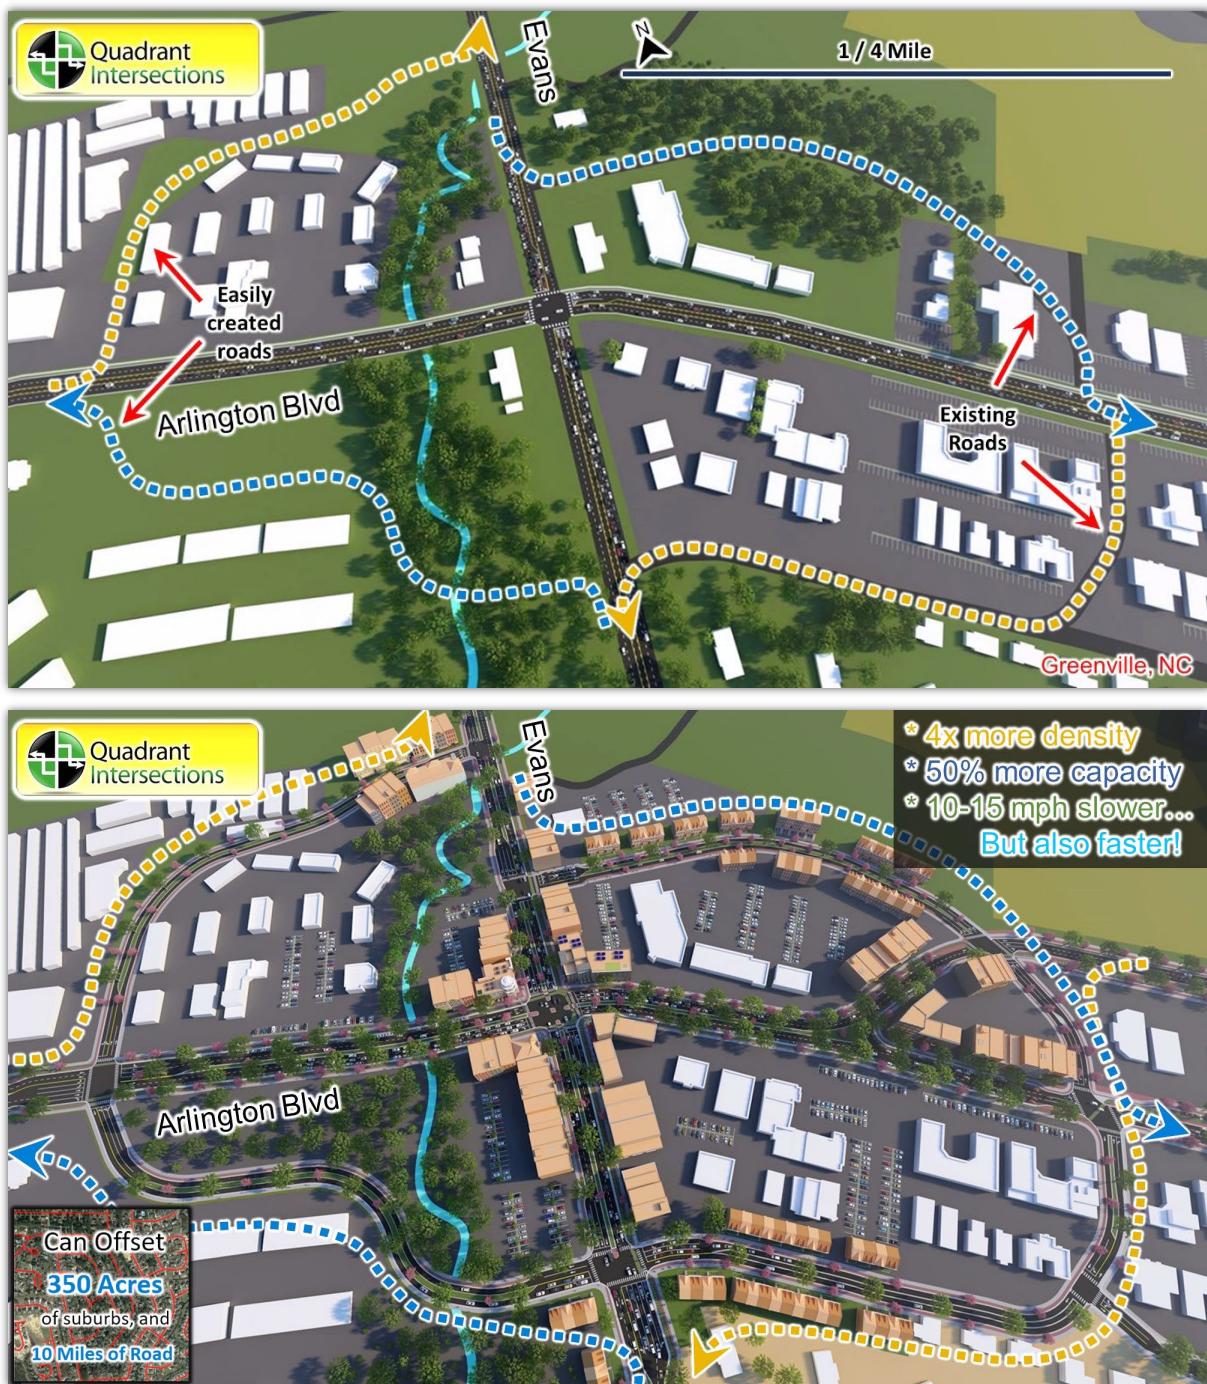 Quadrant
Intersections
Evans
N
1 / 4 Mile
Easily
created
roads
Arlington Blvd
Existing
Roads
Greenville, NC
Quadrant
Intersections
Evans
* 4x more density
* 50% more capacity
* 10-15 mph slower...
But also faster!
Arlington Blvd
Can Offset
350 Acres
of suburbs, and
10 Miles of Road